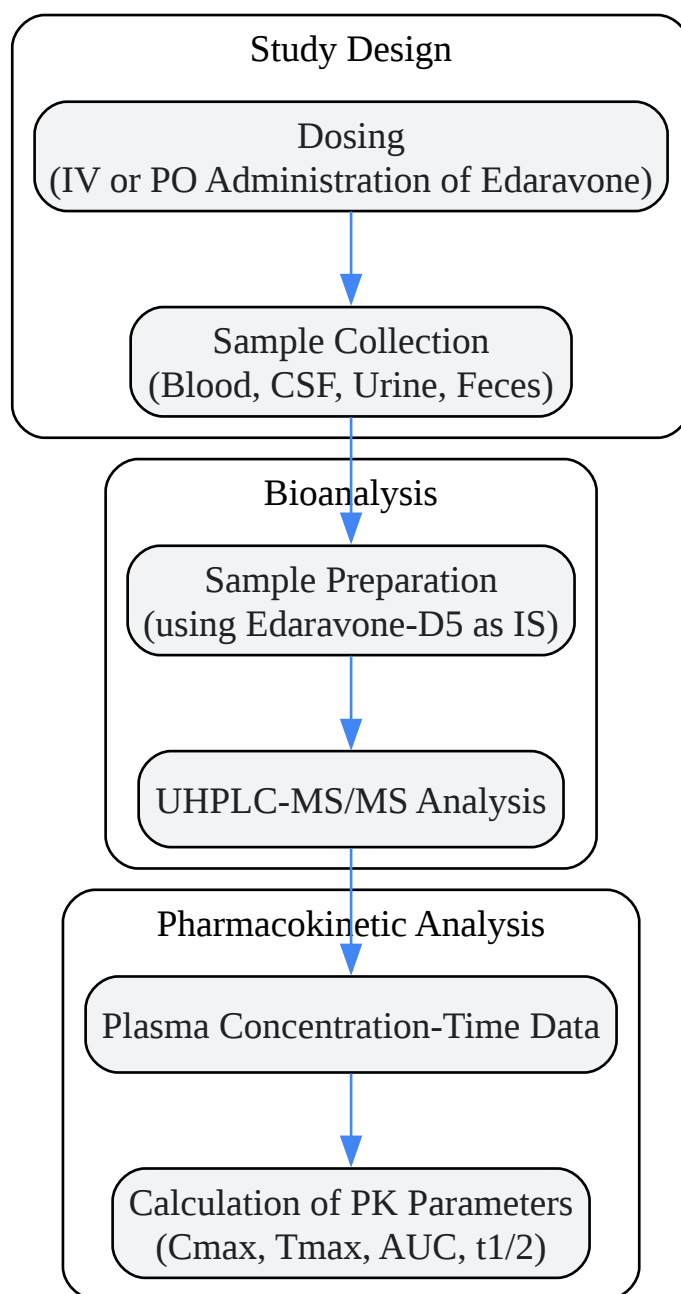 Study Design
Dosing
(IV or PO Administration of Edaravone)
Sample Collection
(Blood, CSF, Urine, Feces)
Bioanalysis
Sample Preparation
(using Edaravone-D5 as IS)
UHPLC-MS/MS Analysis
Pharmacokinetic Analysis
Plasma Concentration-Time Data
Calculation of PK Parameters
(Cmax, Tmax, AUC, t1/2)